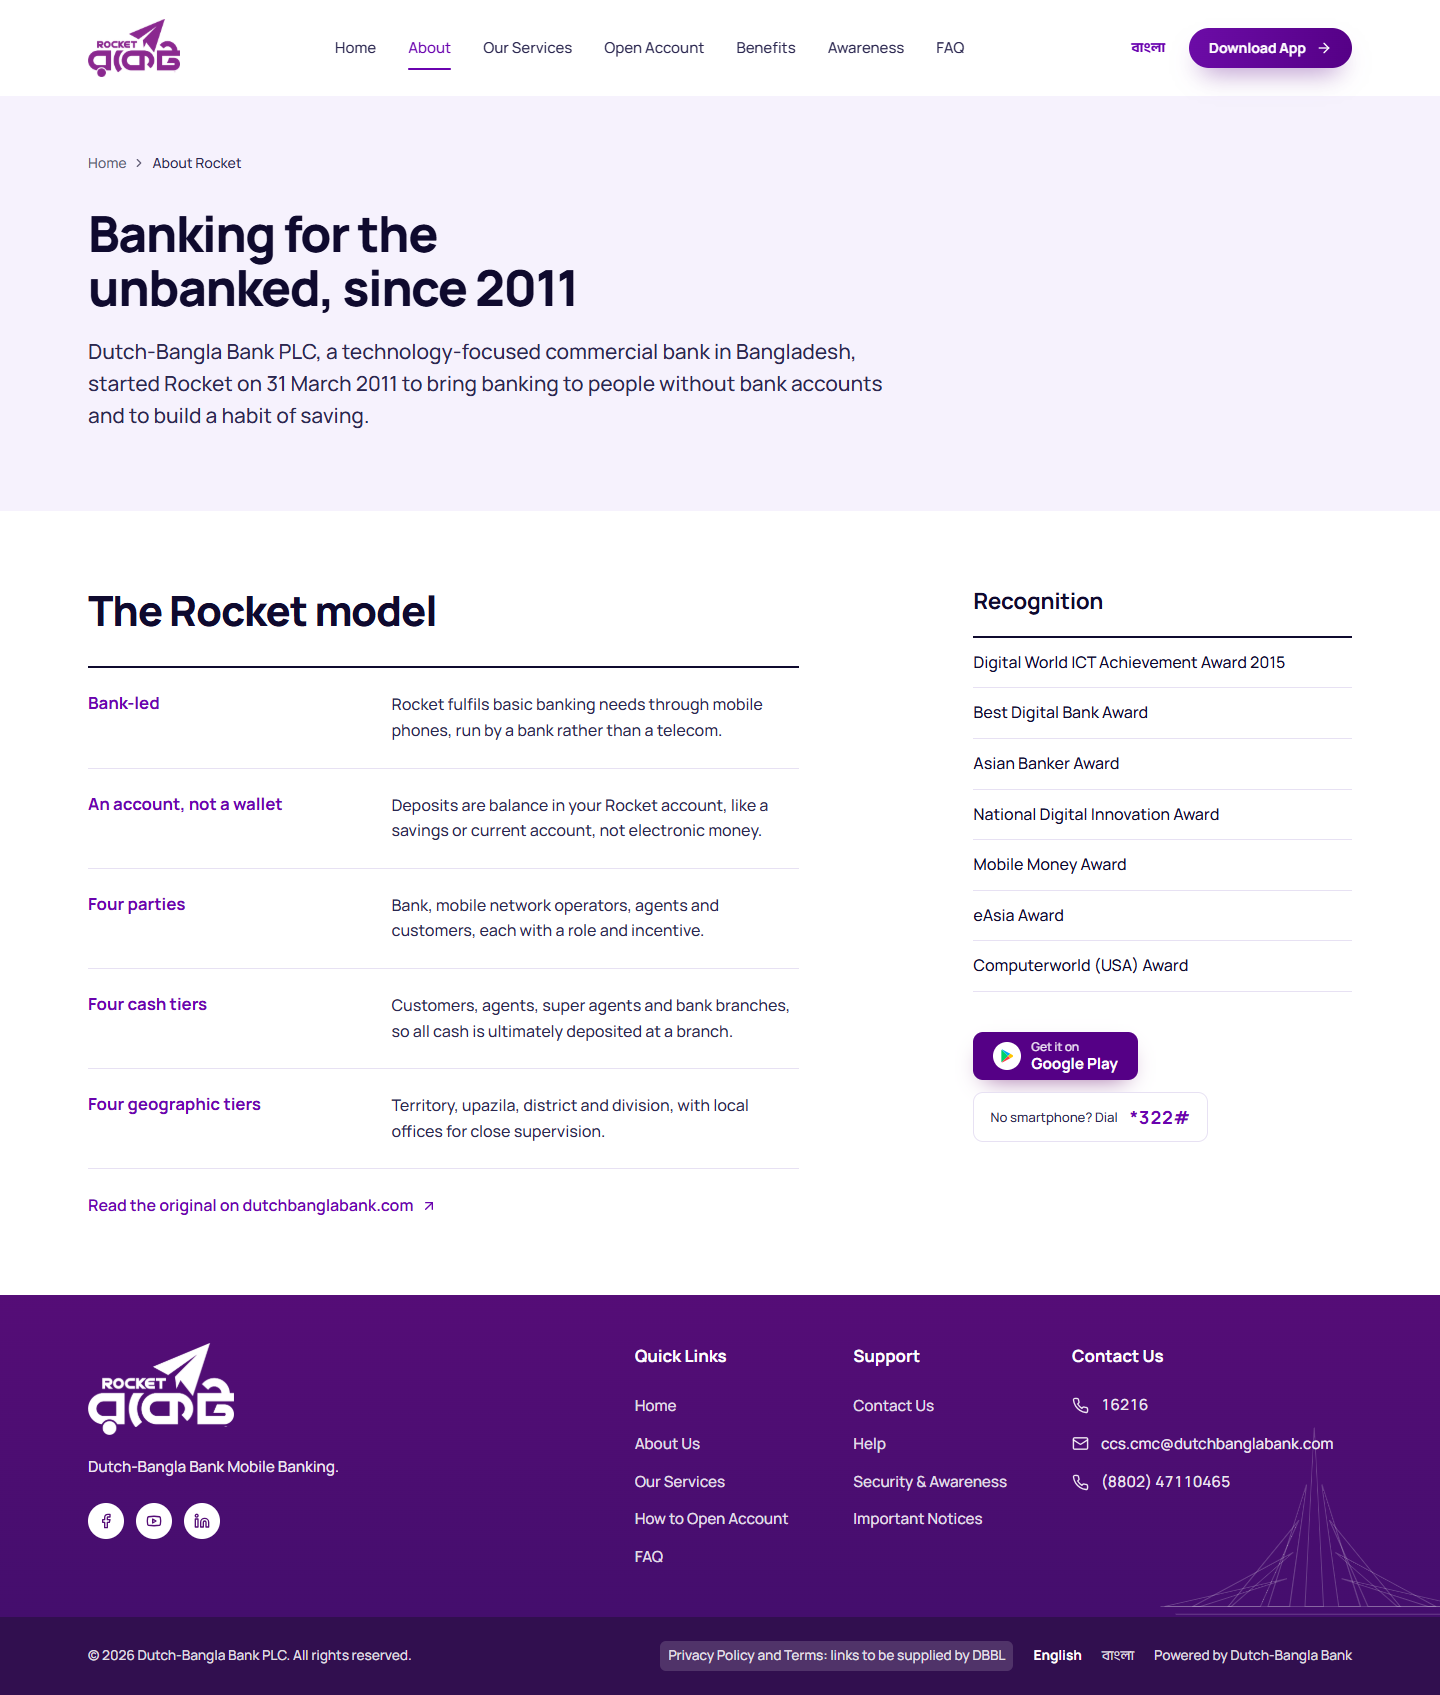 ROCKET
রকেট
Home
About
Our Services
Open Account
Benefits
Awareness
FAQ
বাংলা
Download App
Home
About Rocket
Banking for the
unbanked, since 2011
Dutch-Bangla Bank PLC, a technology-focused commercial bank in Bangladesh,
started Rocket on 31 March 2011 to bring banking to people without bank accounts
and to build a habit of saving.
The Rocket model
Bank-led
Rocket fulfils basic banking needs through mobile
phones, run by a bank rather than a telecom.
An account, not a wallet
Deposits are balance in your Rocket account, like a
savings or current account, not electronic money.
Four parties
Bank, mobile network operators, agents and
customers, each with a role and incentive.
Four cash tiers
Customers, agents, super agents and bank branches,
so all cash is ultimately deposited at a branch.
Four geographic tiers
Territory, upazila, district and division, with local
offices for close supervision.
Read the original on dutchbanglabank.com
Recognition
Digital World ICT Achievement Award 2015
Best Digital Bank Award
Asian Banker Award
National Digital Innovation Award
Mobile Money Award
eAsia Award
Computerworld (USA) Award
Get it on
Google Play
No smartphone? Dial *322#
ROCKET
রকেট
Dutch-Bangla Bank Mobile Banking.
Quick Links
Home
About Us
Our Services
How to Open Account
FAQ
Support
Contact Us
Help
Security & Awareness
Important Notices
Contact Us
16216
ccs.cmc@dutchbanglabank.com
(8802) 47110465
© 2026 Dutch-Bangla Bank PLC. All rights reserved.
Privacy Policy and Terms: links to be supplied by DBBL
English
বাংলা
Powered by Dutch-Bangla Bank